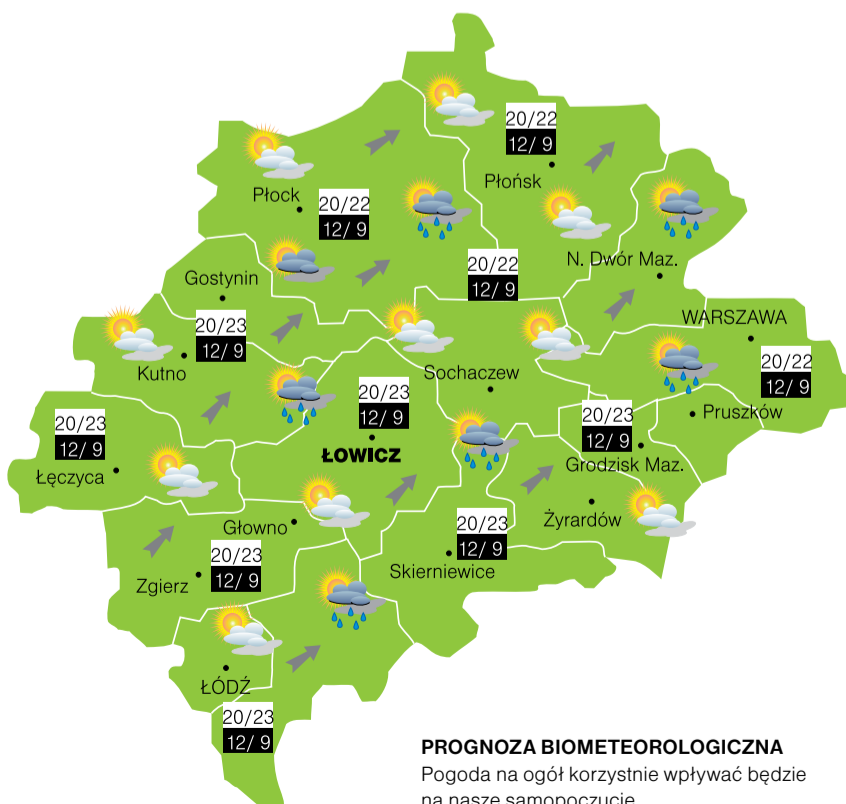 20/22
12/ 9
Płońsk
Płock
20/22
12/ 9
N. Dwór Maz.
20/22
12/ 9
Gostynin
WARSZAWA
20/23
12/ 9
Kutno
20/22
12/ 9
Sochaczew
20/23
12/ 9
ŁOWICZ
20/23
12/ 9
Pruszków
Grodzisk Maz.
20/23
12/ 9
Łęczyca
Głowno
Żyrardów
20/23
12/ 9
Skierniewice
20/23
12/ 9
Zgierz
ŁÓDŹ
20/23
12/ 9
PROGNOZA BIOMETEOROLOGICZNA
Pogoda na ogół korzystnie wpływać będzie
na nasze samopoczucie